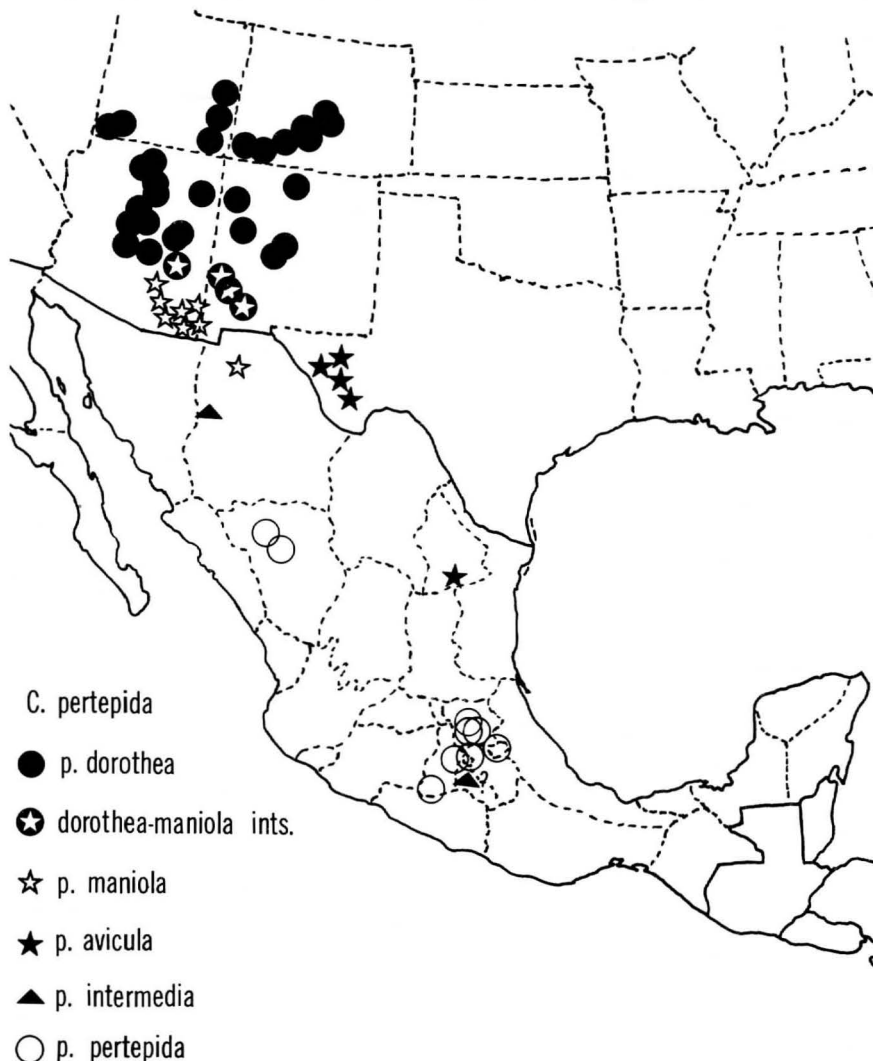 C. pertepida
p. dorothea
dorothea-maniola ints.
p. maniola
p. avicula
p. intermedia
p. pertepida